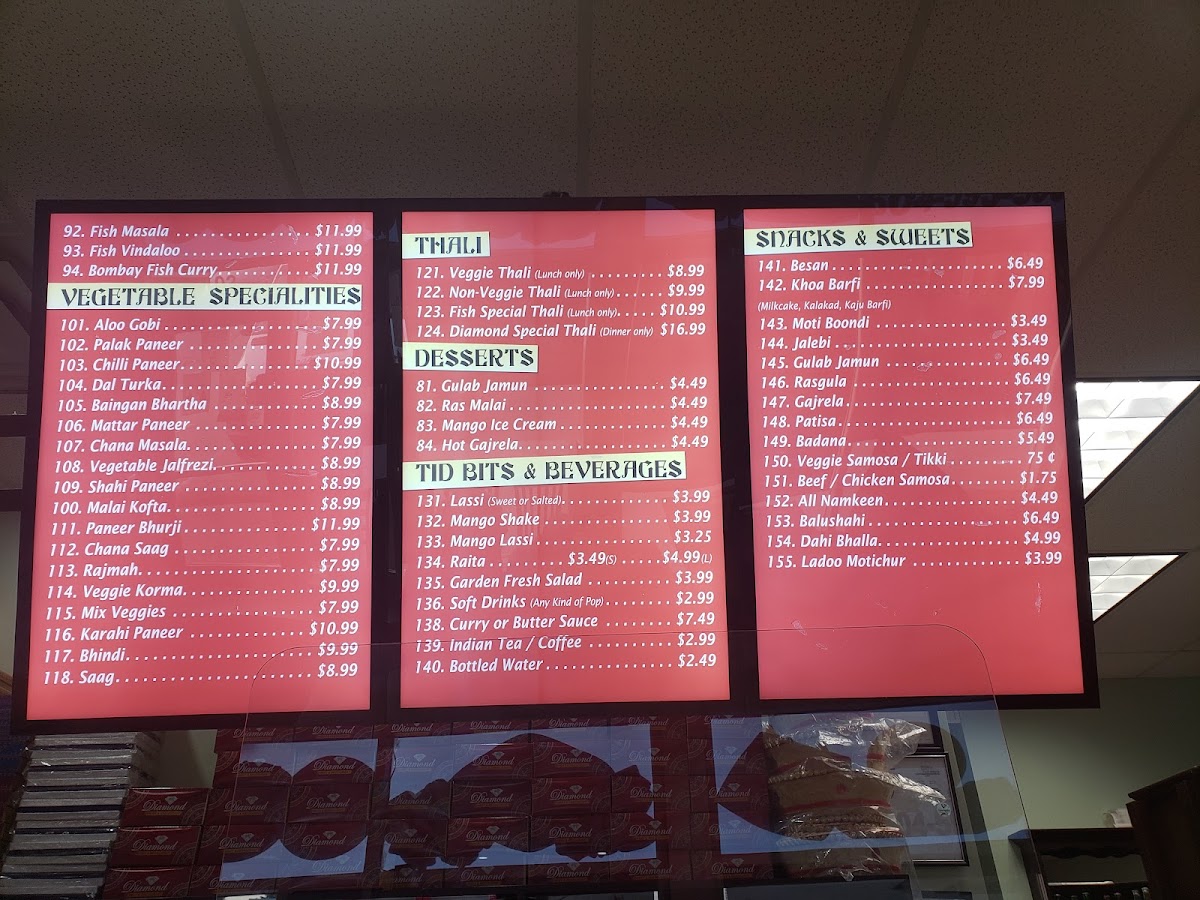 92. Fish Masala . . . . . . . . . . . . . . . . . $11.99
93. Fish Vindaloo . . . . . . . . . . . . . . . . $11.99
94. Bombay Fish Curry. . . . . . . . . . . . $11.99
VEGETABLE SPECIALITIES
101. Aloo Gobi . . . . . . . . . . . . . . . . . . . $7.99
102. Palak Paneer . . . . . . . . . . . . . . . . $7.99
103. Chilli Paneer. . . . . . . . . . . . . . . . $10.99
104. Dal Turka. . . . . . . . . . . . . . . . . . . $7.99
105. Baingan Bhartha . . . . . . . . . . . . . $8.99
106. Mattar Paneer . . . . . . . . . . . . . . . $7.99
107. Chana Masala. . . . . . . . . . . . . . . . $7.99
108. Vegetable Jalfrezi. . . . . . . . . . . . . $8.99
109. Shahi Paneer . . . . . . . . . . . . . . . . $8.99
100. Malai Kofta. . . . . . . . . . . . . . . . . . $8.99
111. Paneer Bhurji . . . . . . . . . . . . . . . $11.99
112. Chana Saag . . . . . . . . . . . . . . . . . $7.99
113. Rajmah. . . . . . . . . . . . . . . . . . . . . $7.99
114. Veggie Korma. . . . . . . . . . . . . . . . $9.99
115. Mix Veggies . . . . . . . . . . . . . . . . . $7.99
116. Karahi Paneer . . . . . . . . . . . . . . $10.99
117. Bhindi. . . . . . . . . . . . . . . . . . . . . . $9.99
118. Saag. . . . . . . . . . . . . . . . . . . . . . . $8.99
THALI
121. Veggie Thali (Lunch only) . . . . . . . . . $8.99
122. Non-Veggie Thali (Lunch only). . . . . . $9.99
123. Fish Special Thali (Lunch only). . . . . $10.99
124. Diamond Special Thali (Dinner only) $16.99
DESSERTS
81. Gulab Jamun . . . . . . . . . . . . . . . . $4.49
82. Ras Malai . . . . . . . . . . . . . . . . . . . $4.49
83. Mango Ice Cream . . . . . . . . . . . . . $4.49
84. Hot Gajrela. . . . . . . . . . . . . . . . . . $4.49
TID BITS & BEVERAGES
131. Lassi (Sweet or Salted). . . . . . . . . . . . $3.99
132. Mango Shake . . . . . . . . . . . . . . . $3.99
133. Mango Lassi . . . . . . . . . . . . . . . . $3.25
134. Raita . . . . . . . . . $3.49(S) . . . . . $4.99(L)
135. Garden Fresh Salad . . . . . . . . . . $3.99
136. Soft Drinks (Any Kind of Pop). . . . . . . . $2.99
138. Curry or Butter Sauce . . . . . . . . $7.49
139. Indian Tea / Coffee . . . . . . . . . . $2.99
140. Bottled Water. . . . . . . . . . . . . . . $2.49
SNACKS & SWEETS
141. Besan . . . . . . . . . . . . . . . . . . . . . $6.49
142. Khoa Barfi . . . . . . . . . . . . . . . . . $7.99
(Milkcake, Kalakad, Kaju Barfi)
143. Moti Boondi . . . . . . . . . . . . . . . . $3.49
144. Jalebi . . . . . . . . . . . . . . . . . . . . . $3.49
145. Gulab Jamun . . . . . . . . . . . . . . . $6.49
146. Rasgula . . . . . . . . . . . . . . . . . . . $6.49
147. Gajrela. . . . . . . . . . . . . . . . . . . . $7.49
148. Patisa. . . . . . . . . . . . . . . . . . . . . $6.49
149. Badana. . . . . . . . . . . . . . . . . . . . $5.49
150. Veggie Samosa / Tikki . . . . . . . . . 75 ¢
151. Beef / Chicken Samosa. . . . . . . . $1.75
152. All Namkeen. . . . . . . . . . . . . . . . $4.49
153. Balushahi . . . . . . . . . . . . . . . . . . $6.49
154. Dahi Bhalla. . . . . . . . . . . . . . . . . $4.99
155. Ladoo Motichur . . . . . . . . . . . . . $3.99
Diamond
Diamond
Diamond
Diamond
Diamond
Diamond
Diamond
Diamond